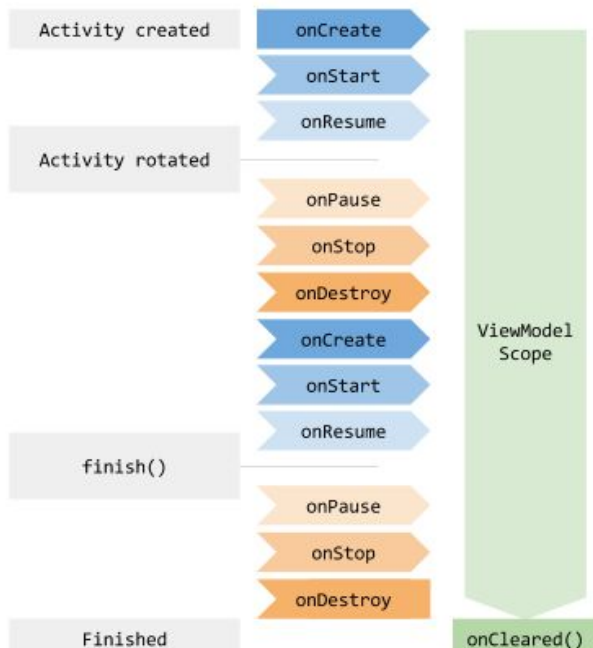 Activity created
onCreate
onStart
onResume
Activity rotated
onPause
onStop
onDestroy
onCreate
ViewModel
Scope
onStart
onResume
finish()
onPause
onStop
onDestroy
Finished
onCleared()